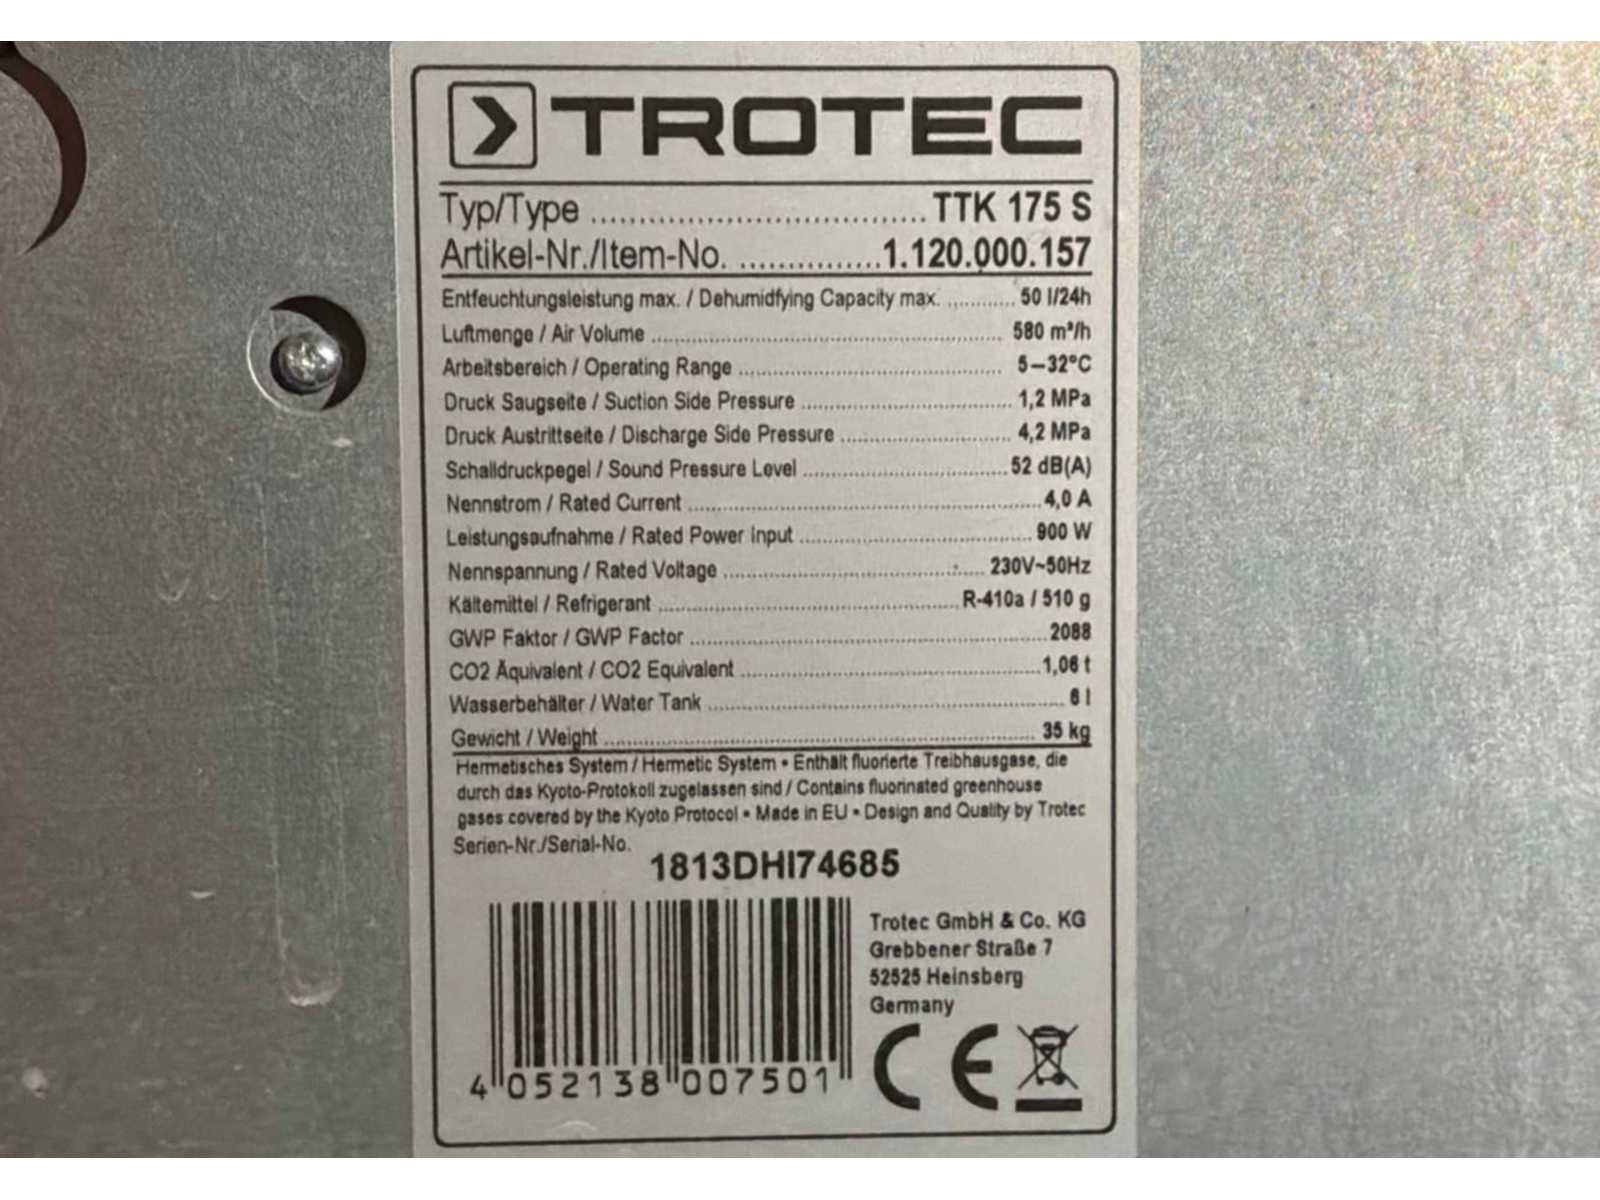 TROTEC
Typ/Type ................................... TTK 175 S
Artikel-Nr./Item-No. ............... 1.120.000.157
Entfeuchtungsleistung max. / Dehumidfying Capacity max. ........... 50 l/24h
Luftmenge / Air Volume ........... 580 m³/h
Arbeitsbereich / Operating Range ........... 5–32°C
Druck Saugseite / Suction Side Pressure ........... 1,2 MPa
Druck Austrittseite / Discharge Side Pressure ........... 4,2 MPa
Schalldruckpegel / Sound Pressure Level ........... 52 dB(A)
Nennstrom / Rated Current ........... 4,0 A
Leistungsaufnahme / Rated Power Input ........... 900 W
Nennspannung / Rated Voltage ........... 230V~50Hz
Kältemittel / Refrigerant ........... R-410a / 510 g
GWP Faktor / GWP Factor ........... 2088
CO2 Äquivalent / CO2 Equivalent ........... 1,06 t
Wasserbehälter / Water Tank ........... 6 l
Gewicht / Weight ........... 35 kg
Hermetisches System / Hermetic System • Enthält fluorierte Treibhausgase, die
durch das Kyoto-Protokoll zugelassen sind / Contains fluorinated greenhouse
gases covered by the Kyoto Protocol • Made in EU • Design and Quality by Trotec
Serien-Nr./Serial-No.
1813DHI74685
Trotec GmbH & Co. KG
Grebbener Straße 7
52525 Heinsberg
Germany
CE
4 052138 007501